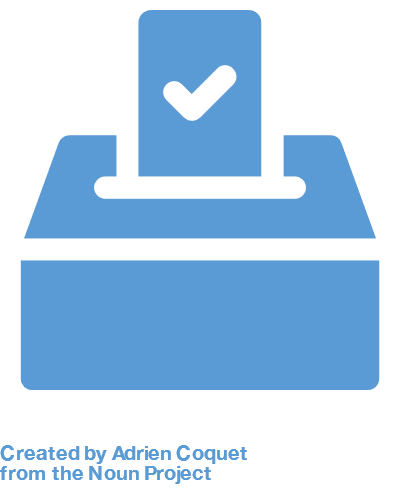 Created by Adrien Coquet
from the Noun Project